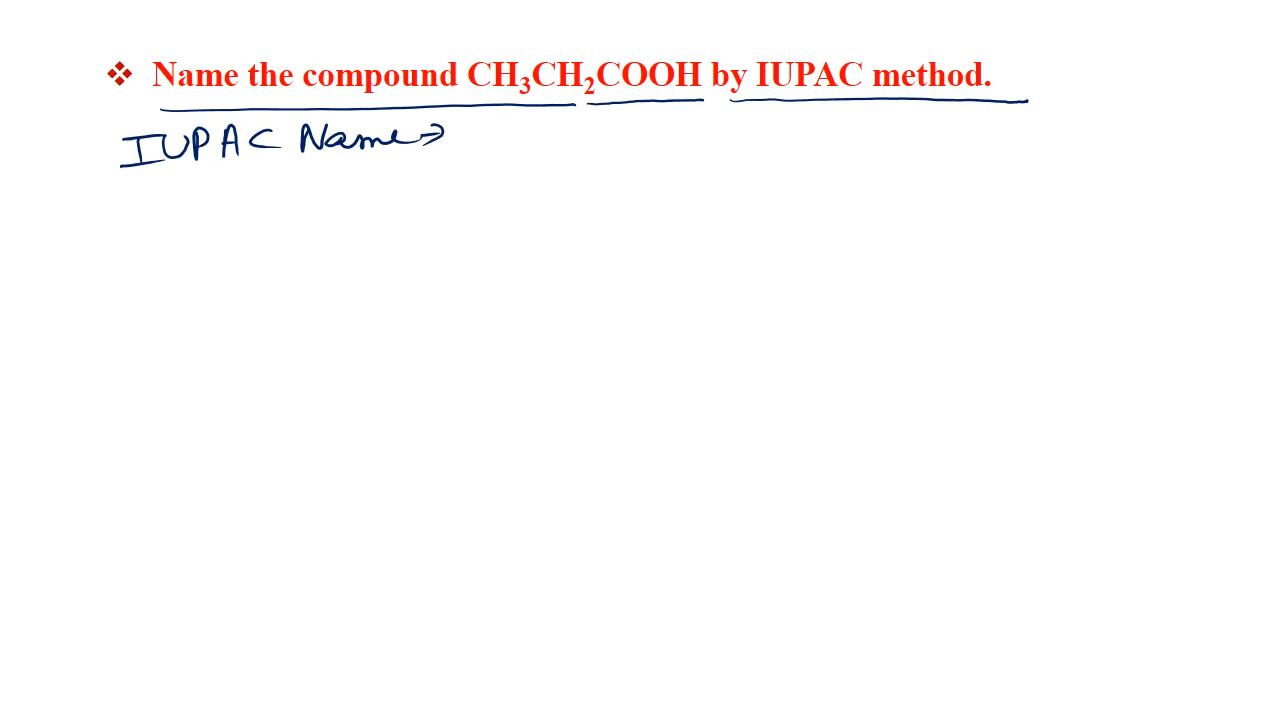 ❖ Name the compound CH₃CH₂COOH by IUPAC method.
IUPAC Name →